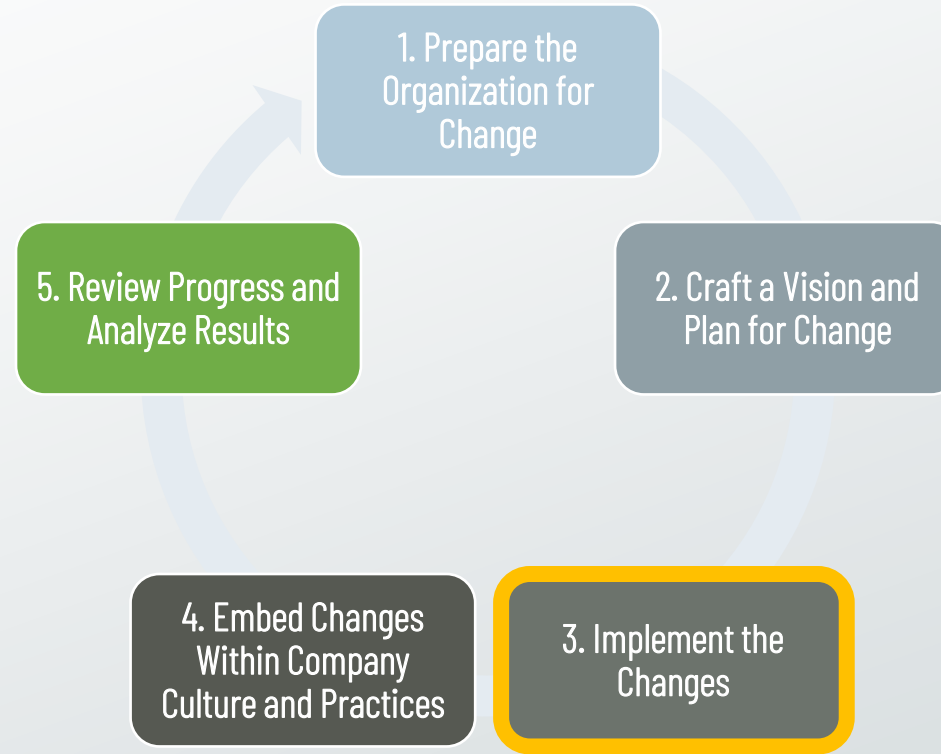 1. Prepare the
Organization for
Change
2. Craft a Vision and
Plan for Change
3. Implement the
Changes
4. Embed Changes
Within Company
Culture and Practices
5. Review Progress and
Analyze Results